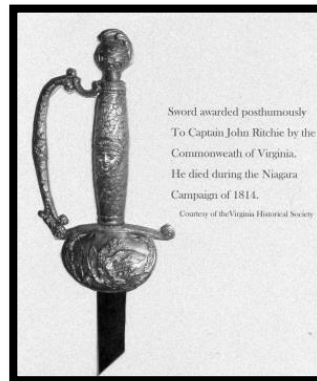 Sword awarded posthumously
To Captain John Ritchie by the
Commonweath of Virginia.
He died during the Niagara
Campaign of 1814.
Courtesy of theVirginia Historical Society